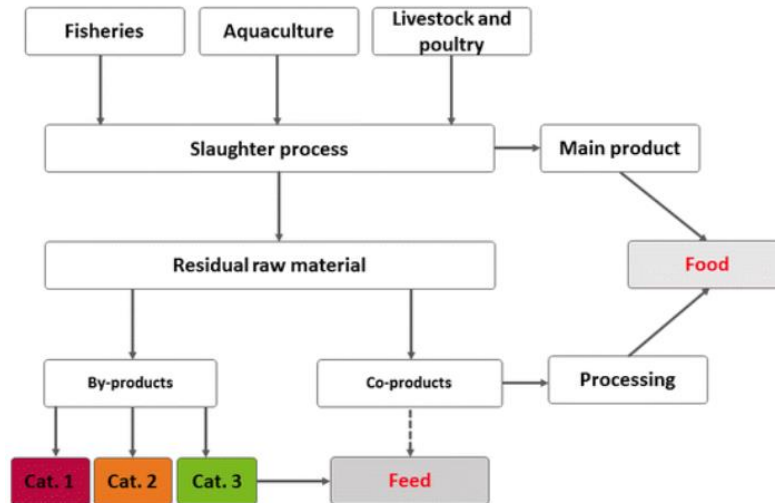 Fisheries
Aquaculture
Livestock and
poultry
Slaughter process
Main product
Residual raw material
Food
By-products
Co-products
Processing
Cat. 1
Cat. 2
Cat. 3
Feed